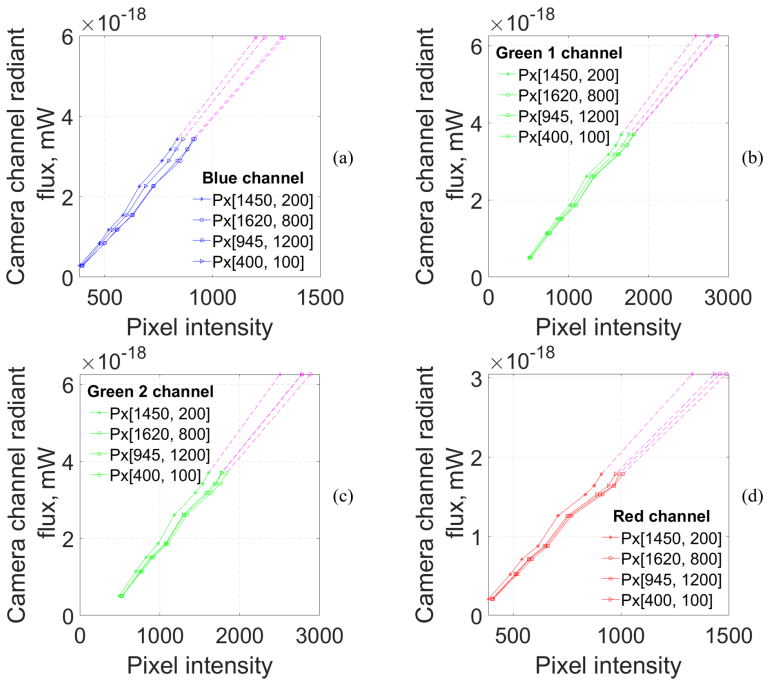 ×10⁻¹⁸
6
4
2
0
500
1000
1500
Camera channel radiant
flux, mW
Pixel intensity
Blue channel
Px[1450, 200]
Px[1620, 800]
Px[945, 1200]
Px[400, 100]
(a)
×10⁻¹⁸
6
4
2
0
0
1000
2000
3000
Camera channel radiant
flux, mW
Pixel intensity
Green 1 channel
Px[1450, 200]
Px[1620, 800]
Px[945, 1200]
Px[400, 100]
(b)
×10⁻¹⁸
6
4
2
0
0
1000
2000
3000
Camera channel radiant
flux, mW
Pixel intensity
Green 2 channel
Px[1450, 200]
Px[1620, 800]
Px[945, 1200]
Px[400, 100]
(c)
×10⁻¹⁸
3
2
1
0
500
1000
1500
Camera channel radiant
flux, mW
Pixel intensity
Red channel
Px[1450, 200]
Px[1620, 800]
Px[945, 1200]
Px[400, 100]
(d)